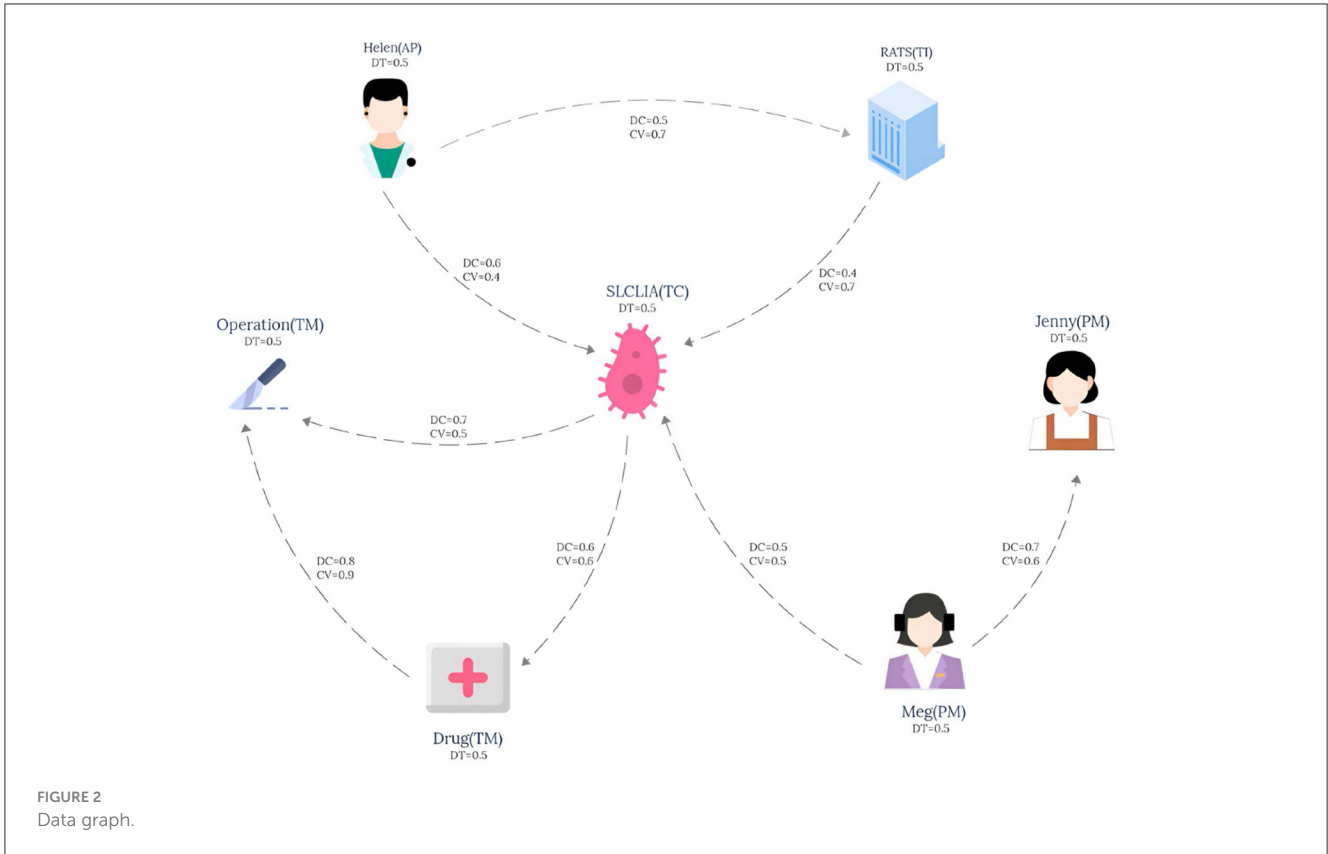 Helen(AP)
DT=0.5
RATS(TI)
DT=0.5
DC=0.5
CV=0.7
DC=0.6
CV=0.4
DC=0.4
CV=0.7
SLCLIA(TC)
DT=0.5
Operation(TM)
DT=0.5
Jenny(PM)
DT=0.5
DC=0.7
CV=0.5
DC=0.8
CV=0.9
DC=0.6
CV=0.6
DC=0.5
CV=0.5
DC=0.7
CV=0.6
Drug(TM)
DT=0.5
Meg(PM)
DT=0.5
FIGURE 2
Data graph.